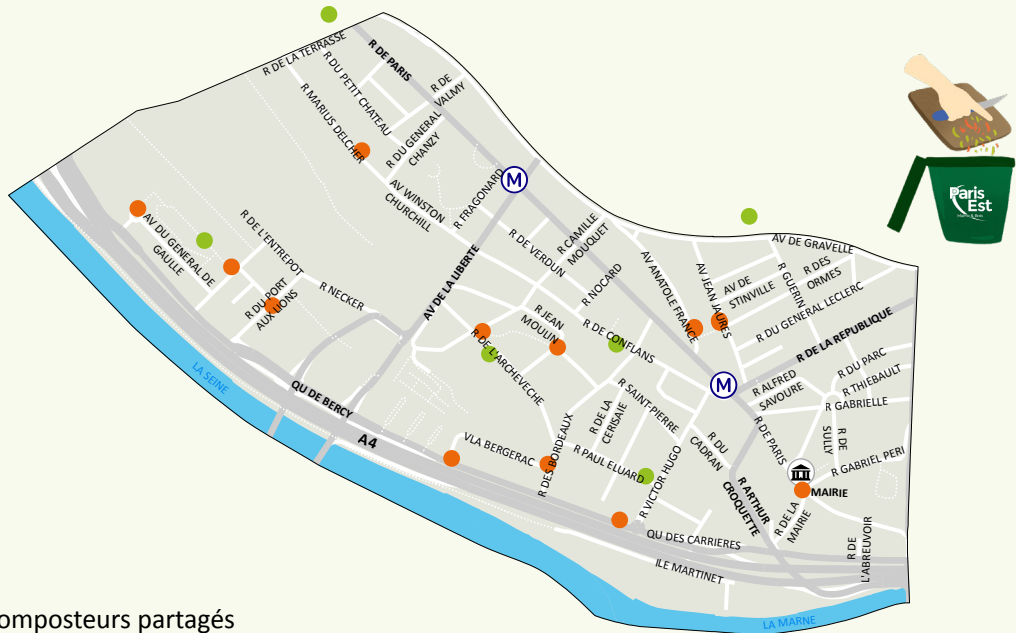 R DE LA TERRASSE
R DE PARIS
R DU PETIT CHATEAU
R DE
VALMY
R MARIUS DELCHER
R DU GENERAL
CHANZY
AV WINSTON
CHURCHILL
R FRAGONARD
M
R DE VERDUN
R CAMILLE
MOUQUET
R NOCARD
AV ANATOLE FRANCE
AV JEAN JAURES
AV DE GRAVELLE
R GUERIN
R DES
ORMES
AV DE
STINVILLE
R DU GENERAL LECLERC
R DE LA REPUBLIQUE
Paris
Est
AV DU GENERAL DE
GAULLE
R DE L'ENTREPOT
R DU PORT
AUX LIONS
R NECKER
AV DE LA LIBERTE
R JEAN
MOULIN
R DE CONFLANS
R DE L'ARCHEVECHE
M
R ALFRED
SAVOURE
R DU PARC
R THIEBAULT
R GABRIELLE
R SAINT-PIERRE
R DE LA
CERISAIE
R DU
CADRAN
R DE PARIS
R DE
SULLY
LA SEINE
QU DE BERCY
A4
VLA BERGERAC
R DES BORDEAUX
R PAUL ELUARD
R VICTOR HUGO
R ARTHUR
CROQUETTE
R GABRIEL PERI
MAIRIE
R DE LA
MAIRIE
QU DES CARRIERES
ILE MARTINET
R DE
L'ABREUVOIR
LA MARNE
omposteurs partagés